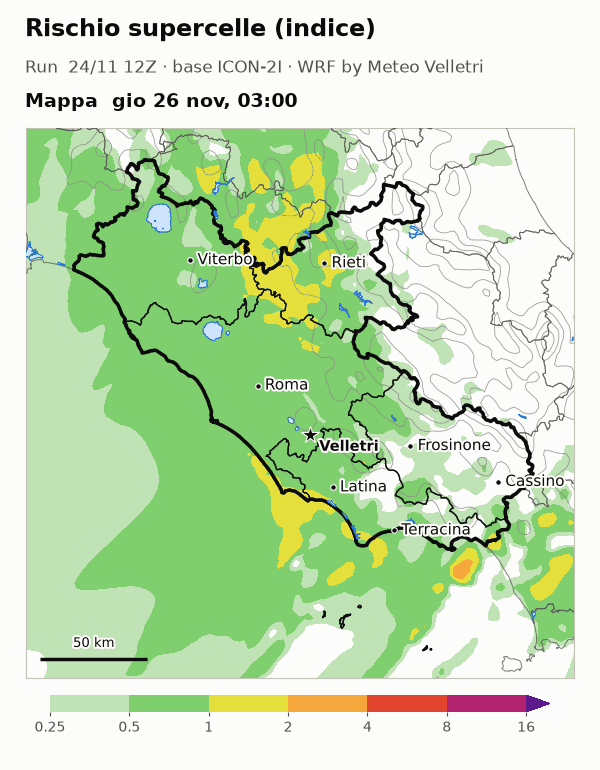 Rischio supercelle (indice)
Run  24/11 12Z · base ICON-2I · WRF by Meteo Velletri
Mappa  gio 26 nov, 03:00
Viterbo
Rieti
Roma
Velletri
Frosinone
Latina
Cassino
Terracina
50 km
0.25 0.5 1 2 4 8 16